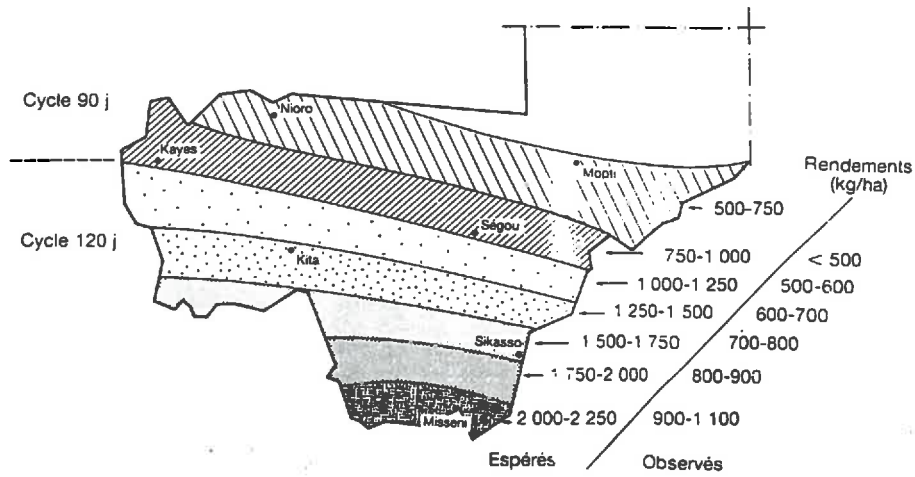 Cycle 90 j
Nioro
Kayes
Mopti
Rendements
(kg/ha)
500-750
Ségou
Cycle 120 j
Kita
750-1 000
< 500
1 000-1 250
500-600
1 250-1 500
600-700
Sikasso
1 500-1 750
700-800
1 750-2 000
800-900
Misseni
2 000-2 250
900-1 100
Espérés
Observés